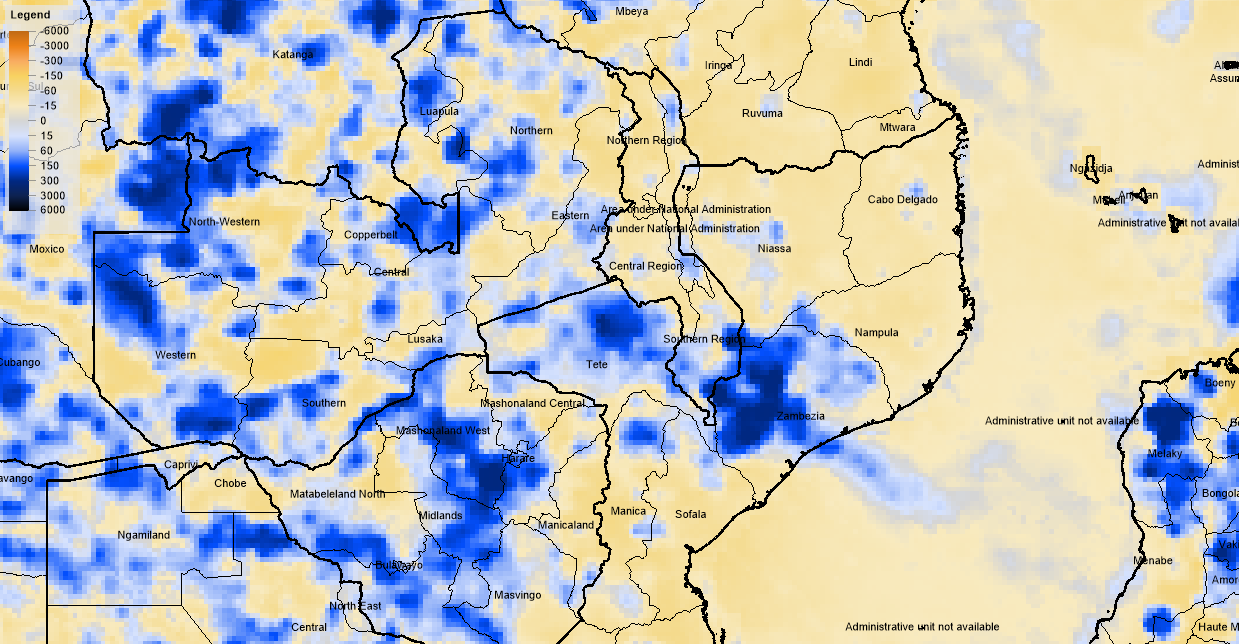 Legend
-6000
-3000
-300
-150
-60
-15
0
15
60
150
300
3000
6000
Mbeya
Katanga
Iringa
Lindi
Luapula
Northern
Ruvuma
Mtwara
Northern Region
Ngazidja
Cabo Delgado
Area under National Administration
Area under National Administration
Administrative unit not availa
Eastern
North-Western
Copperbelt
Moxico
Niassa
Central
Central Region
Nampula
Southern Region
Lusaka
Western
Tete
Cubango
Boeny
Southern
Mashonaland Central
Zambezia
Administrative unit not available
Mashonaland West
Melaky
Harare
Caprivi
avango
Chobe
Matabeleland North
Bongola
Manica
Sofala
Midlands
Manicaland
Ngamiland
Menabe
Bulawayo
Masvingo
North East
Central
Administrative unit not available
Haute M